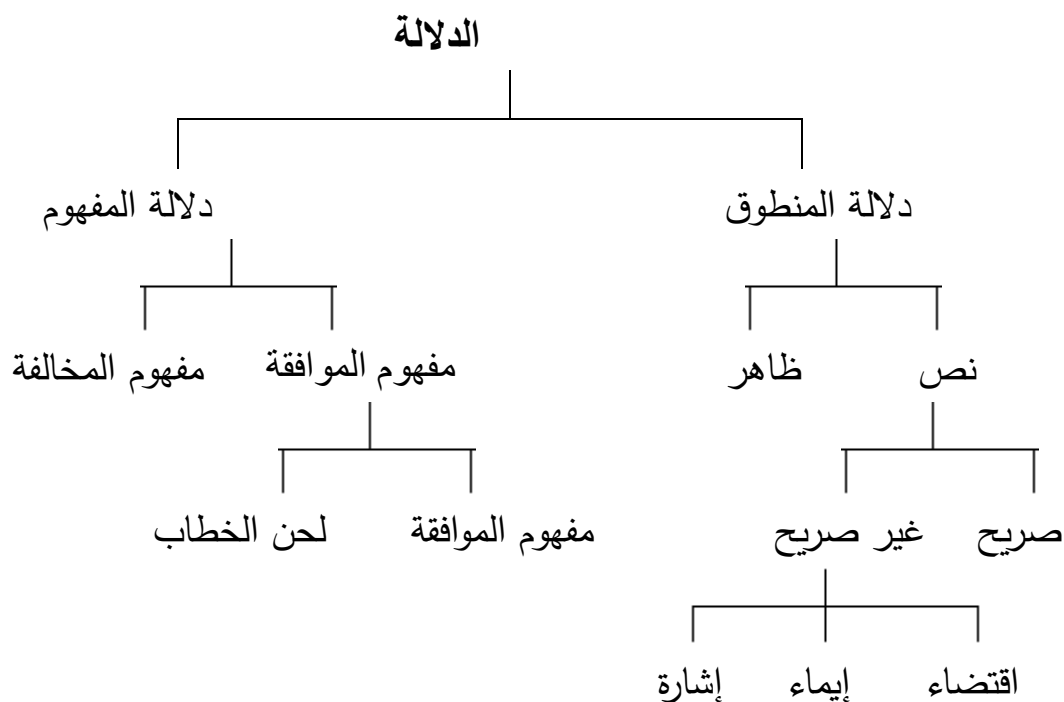 الدلالة
دلالة المنطوق
دلالة المفهوم
نص
ظاهر
مفهوم الموافقة
مفهوم المخالفة
صريح
غير صريح
مفهوم الموافقة
لحن الخطاب
اقتضاء
إيماء
إشارة